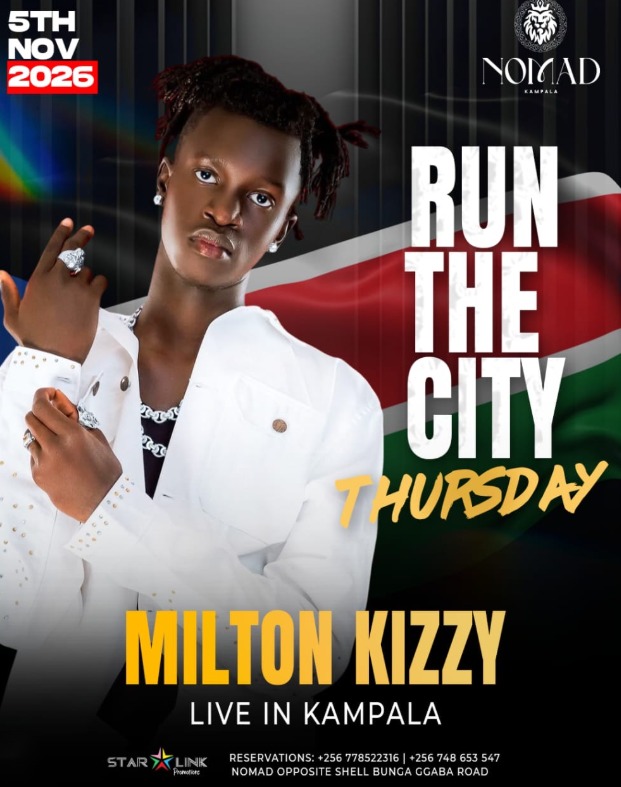 5TH
NOV
2026
NOMAD
KAMPALA
RUN
THE
CITY
THURSDAY
MILTON KIZZY
LIVE IN KAMPALA
STAR LINK
Promotions
RESERVATIONS: +256 778522316 | +256 748 653 547
NOMAD OPPOSITE SHELL BUNGA GGABA ROAD